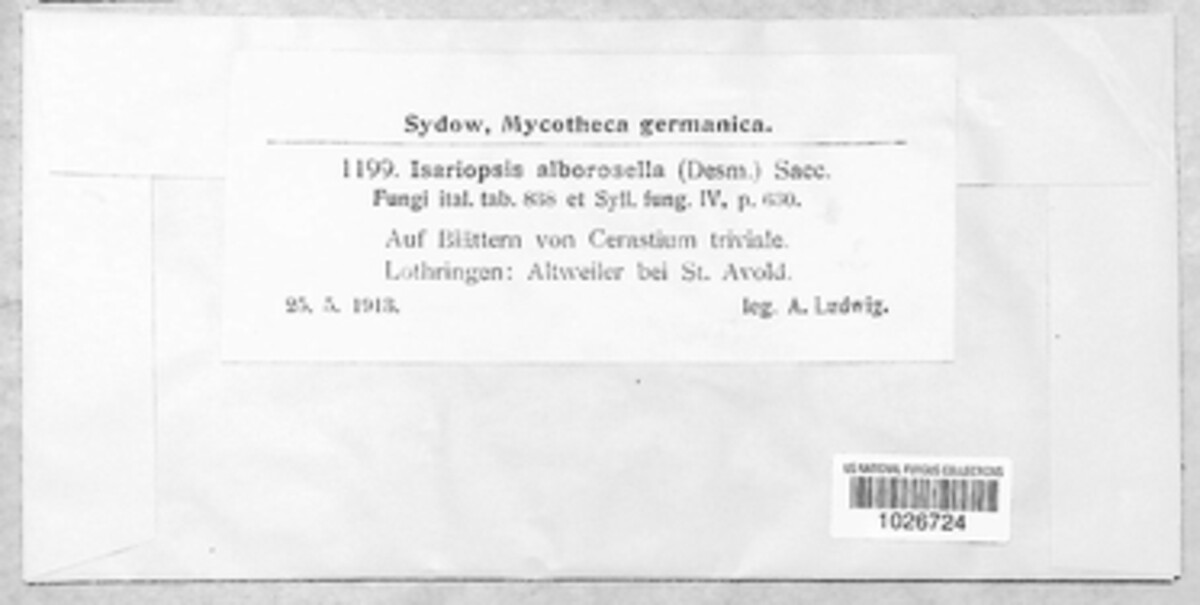 Sydow, Mycotheca germanica.
1199. Isariopsis alborosella (Desm.) Sacc.
Fungi ital. tab. 838 et Syll. fung. IV, p. 630.
Auf Blättern von Cerastium triviale.
Lothringen: Altweiler bei St. Avold.
25. 5. 1913. leg. A. Ludwig.
US NATIONAL FUNGUS COLLECTIONS
1026724